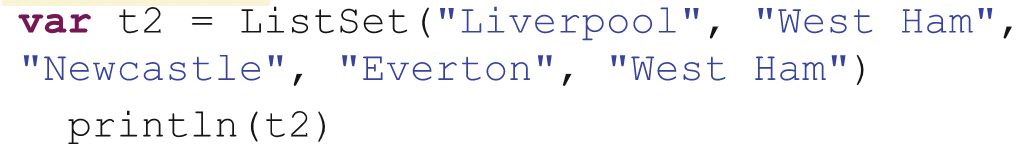 var t2 = ListSet("Liverpool", "West Ham",
"Newcastle", "Everton", "West Ham")
println(t2)